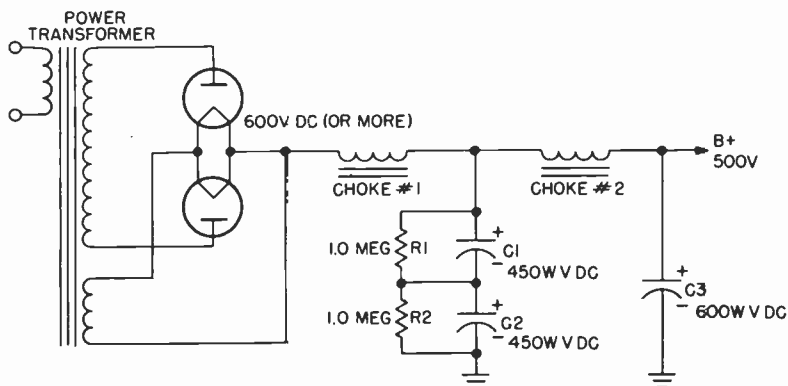 POWER
TRANSFORMER
600V DC (OR MORE)
B+
500V
CHOKE #1
CHOKE #2
1.0 MEG R1
+
C1
-
450W V DC
1.0 MEG R2
+
C2
-
450W V DC
+
C3
-
600W V DC